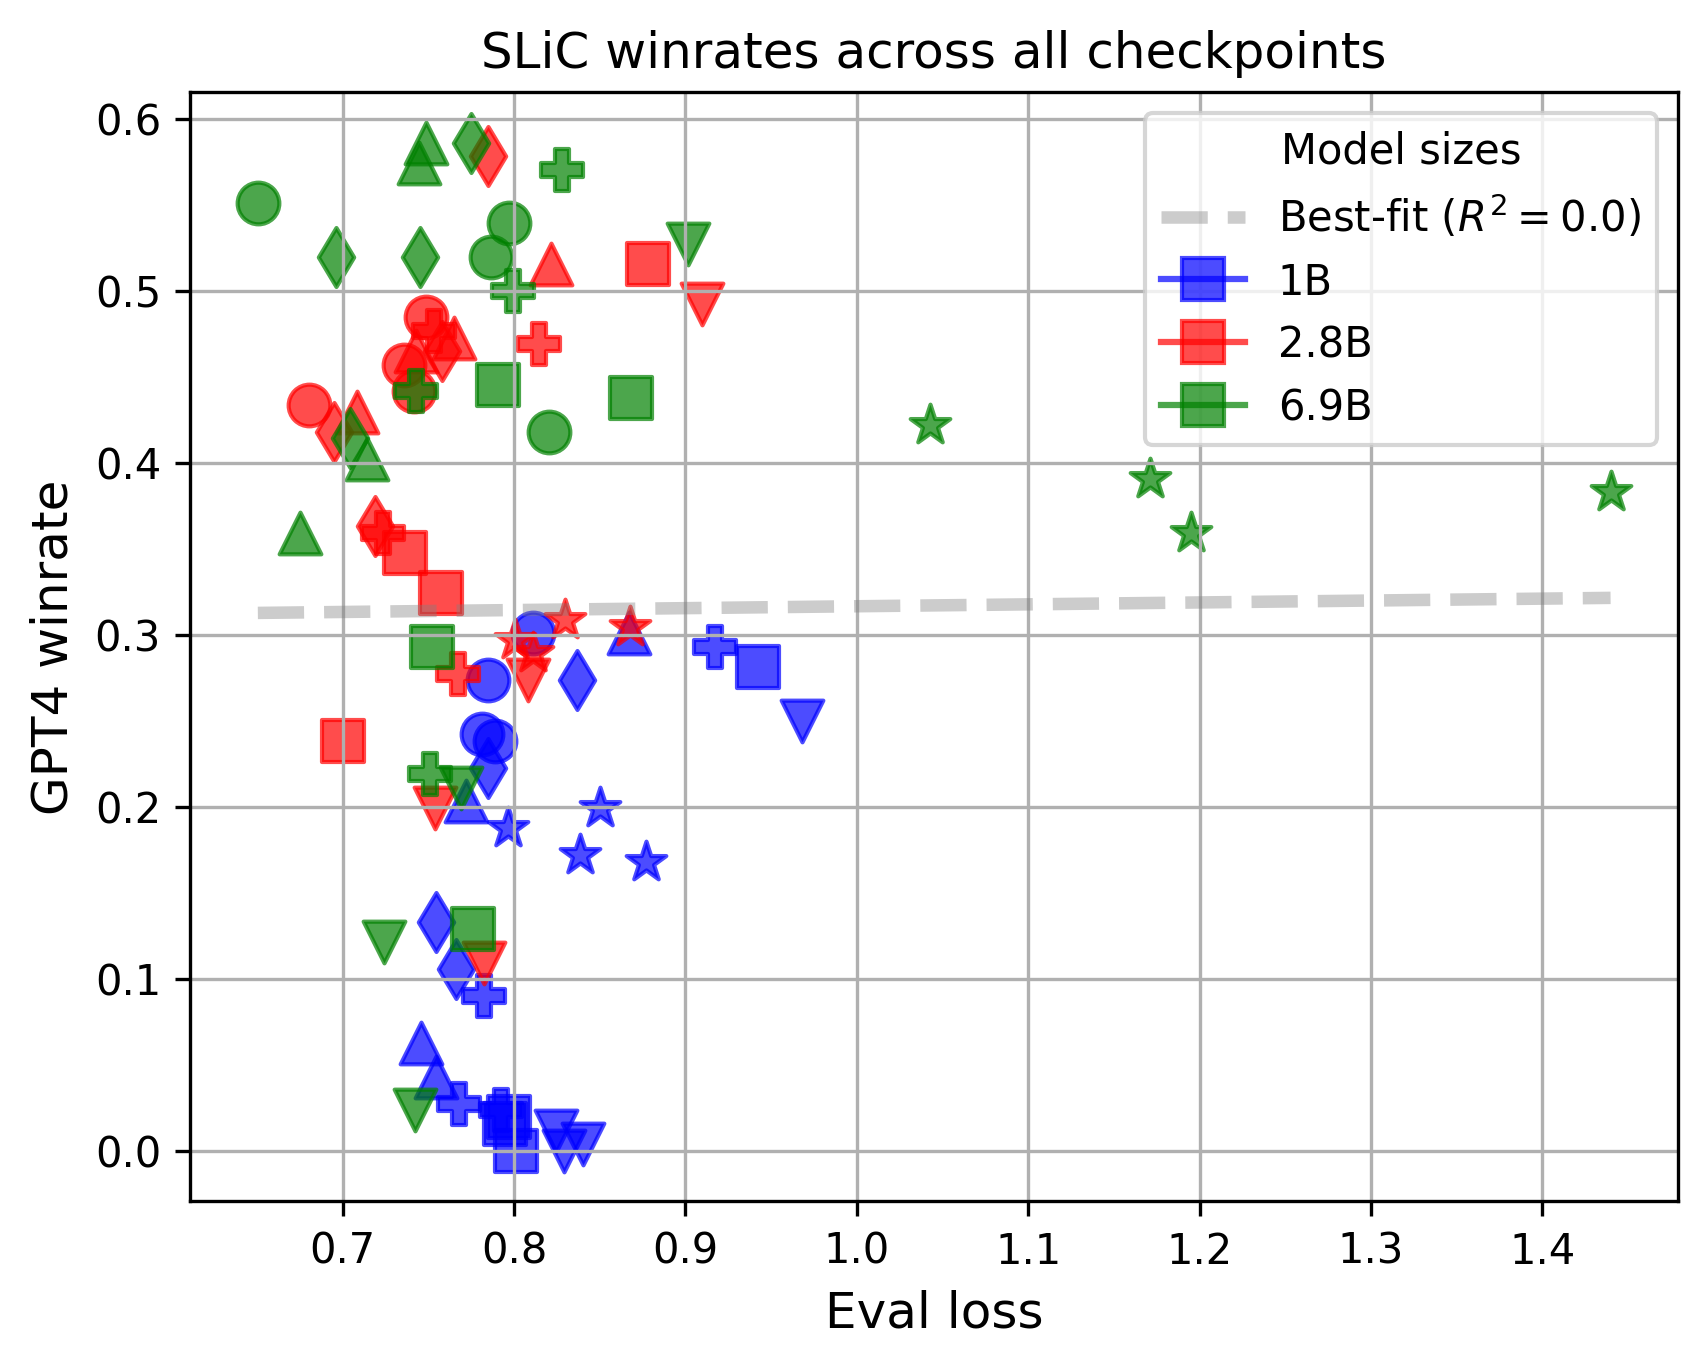 SLiC winrates across all checkpoints
Model sizes
Best-fit (R² = 0.0)
1B
2.8B
6.9B
GPT4 winrate
0.6
0.5
0.4
0.3
0.2
0.1
0.0
0.7 0.8 0.9 1.0 1.1 1.2 1.3 1.4
Eval loss